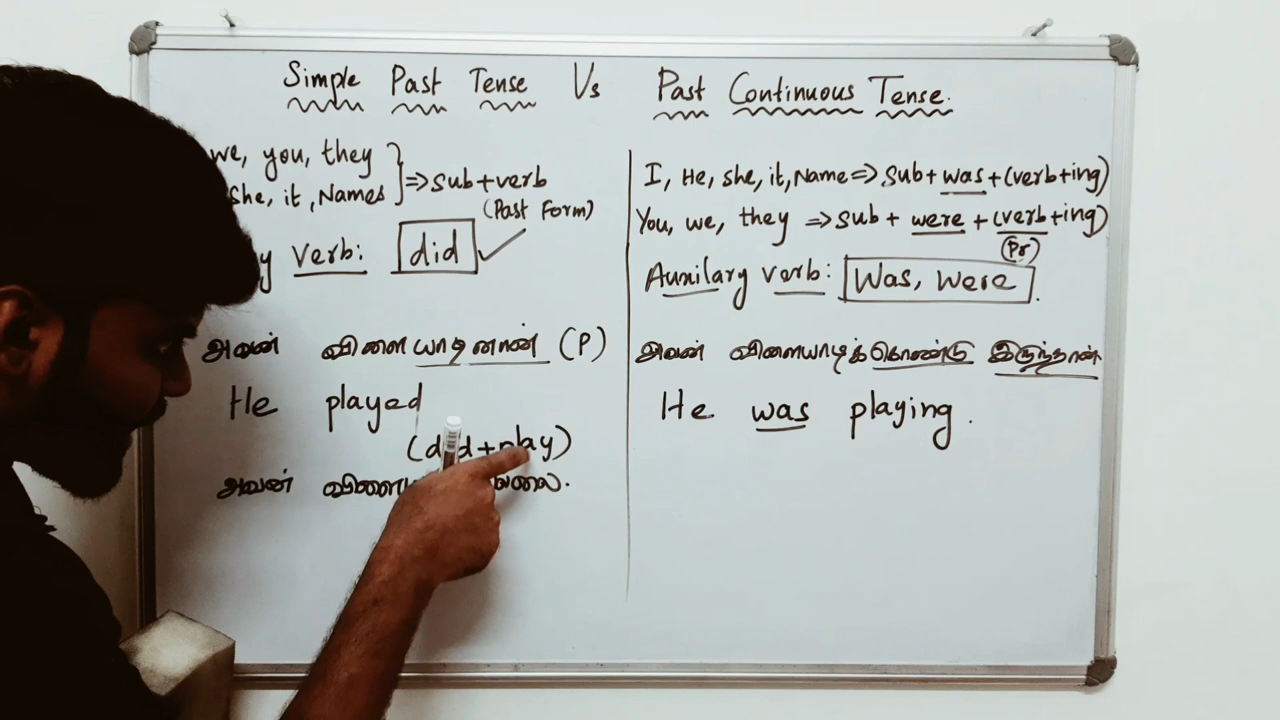 Simple Past Tense Vs Past Continuous Tense.
we, you, they
she, it, Names } ⇒ sub+verb
(Past Form)
verb: did ✓
அவன் விளையாடினான் (P)
He played
(did+play)
அவன்
I, He, she, it, Name ⇒ Sub+was+(verb+ing)
You, we, they ⇒ sub + were + (verb+ing)
(Pr)
Auxilary verb: Was, were.
அவன் விளையாடிக் கொண்டு இருந்தான்.
He was playing.